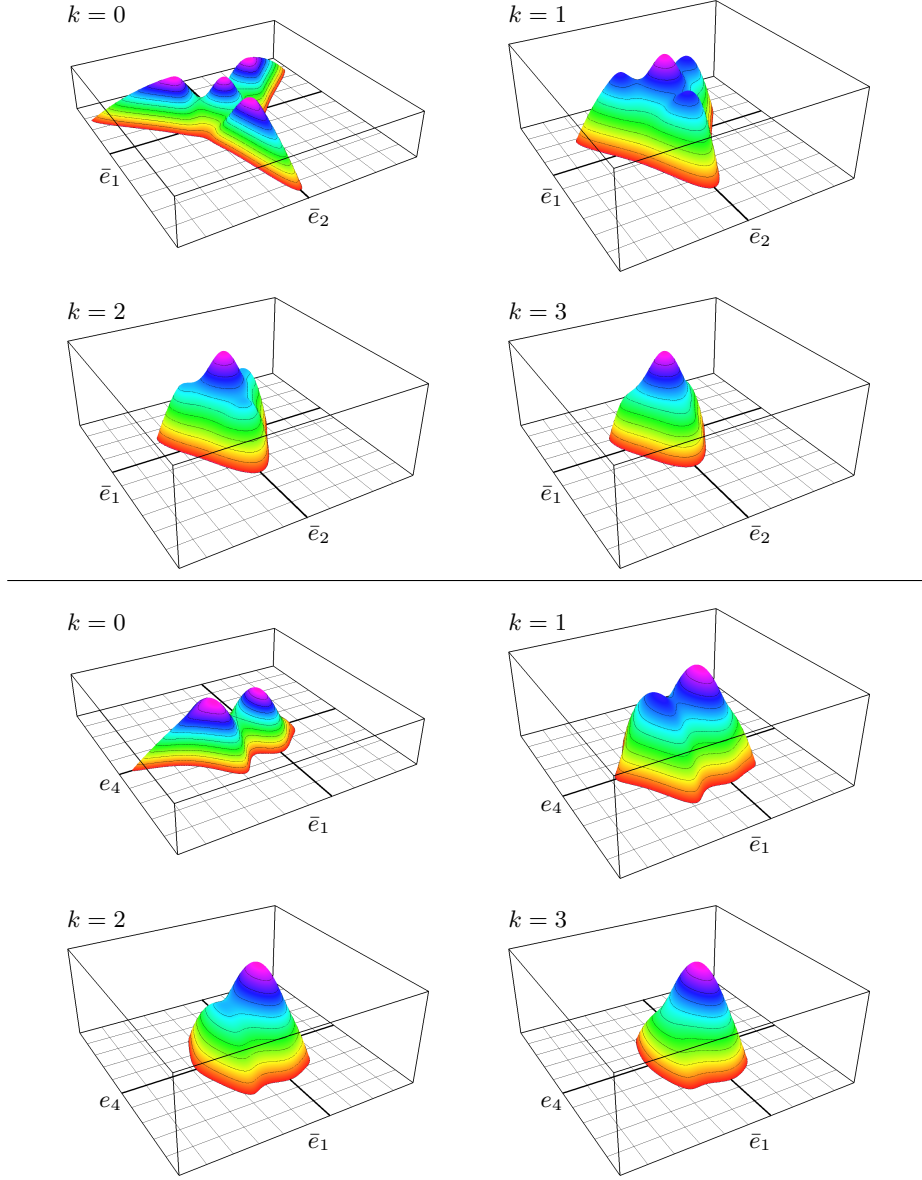 k = 0
k = 1
ē₁
ē₂
ē₁
ē₂
k = 2
k = 3
ē₁
ē₂
ē₁
ē₂
k = 0
k = 1
e₄
ē₁
e₄
ē₁
k = 2
k = 3
e₄
ē₁
e₄
ē₁